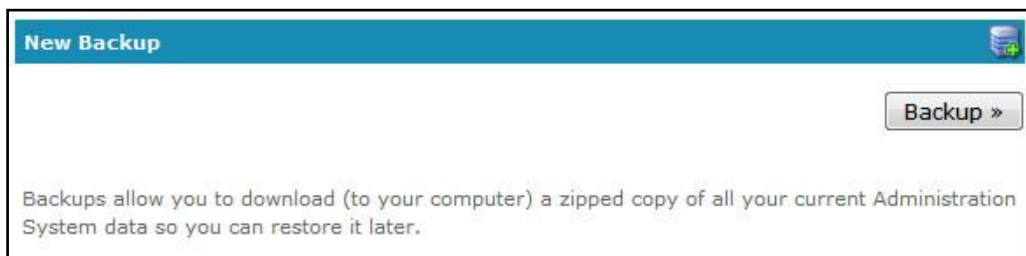 New Backup
Backup »
Backups allow you to download (to your computer) a zipped copy of all your current Administration
System data so you can restore it later.